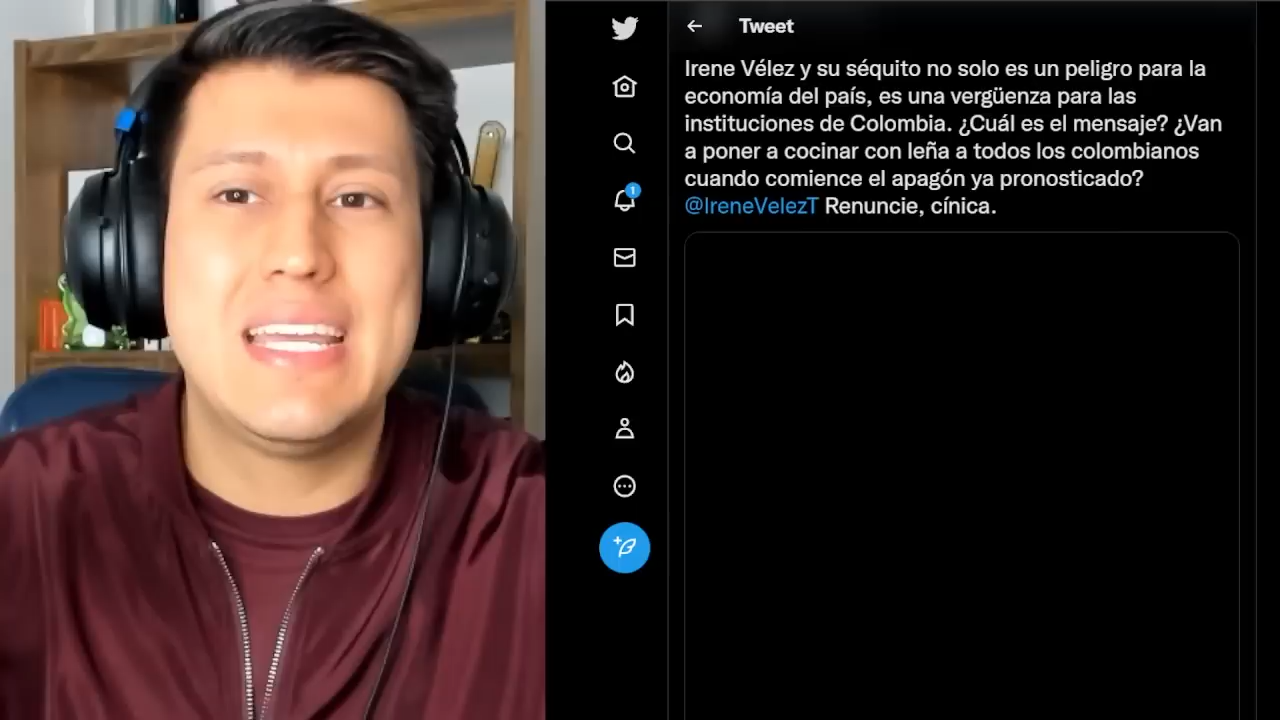 Tweet
Irene Vélez y su séquito no solo es un peligro para la
economía del país, es una vergüenza para las
instituciones de Colombia. ¿Cuál es el mensaje? ¿Van
a poner a cocinar con leña a todos los colombianos
cuando comience el apagón ya pronosticado?
@IreneVelezT Renuncie, cínica.
1